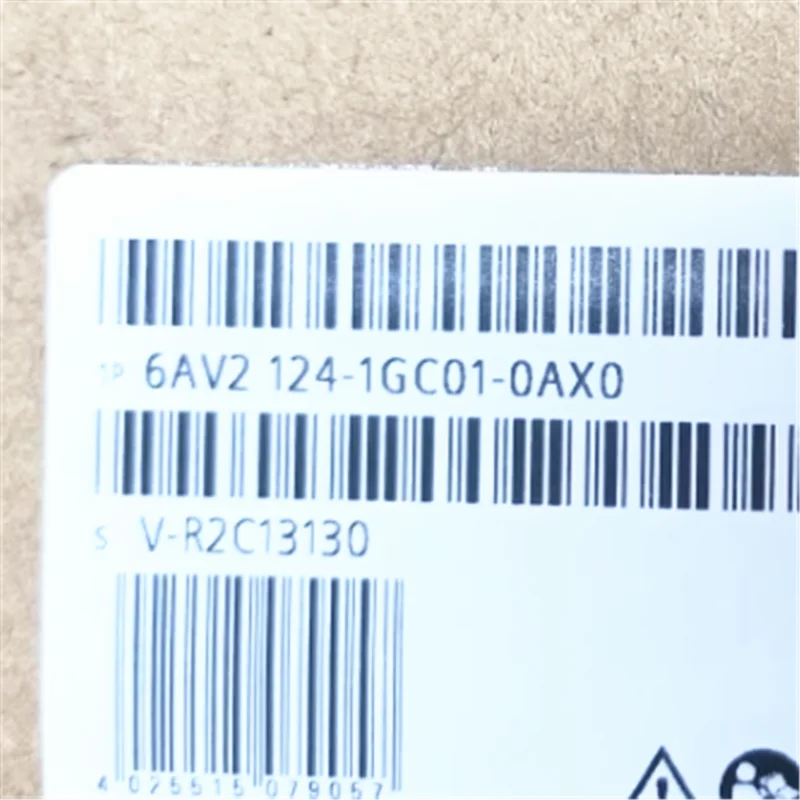 1P 6AV2 124-1GC01-0AX0
S V-R2C13130
4 025515 079057